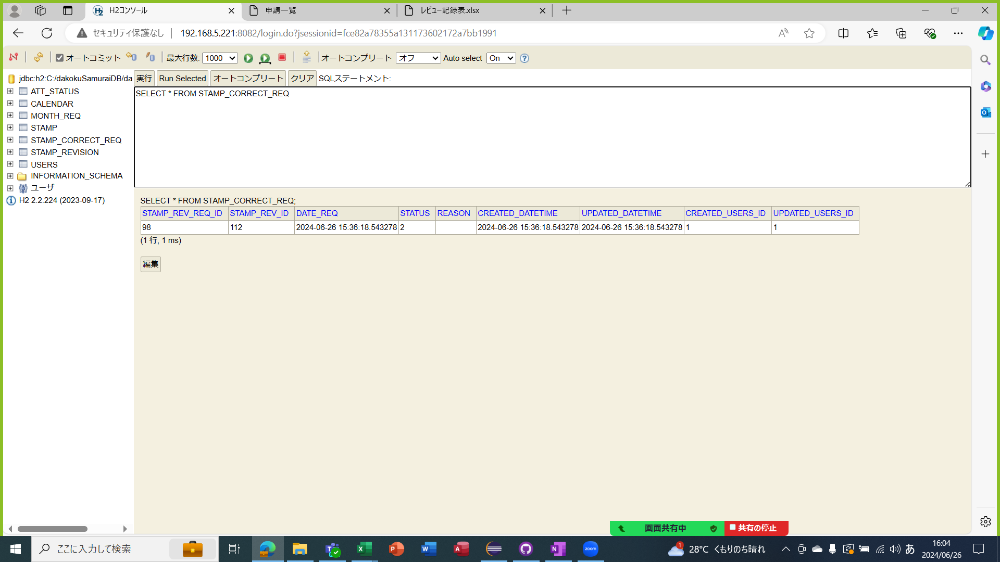 H2コンソール
申請一覧
レビュー記録表.xlsx
セキュリティ保護なし
192.168.5.221:8082/login.do?jsessionid=fce82a78355a131173602172a7bb1991
オートコミット
最大行数: 1000
オートコンプリート オフ
Auto select On
jdbc:h2:C:/dakokuSamuraiDB/da
ATT_STATUS
CALENDAR
MONTH_REQ
STAMP
STAMP_CORRECT_REQ
STAMP_REVISION
USERS
INFORMATION_SCHEMA
ユーザ
H2 2.2.224 (2023-09-17)
実行 Run Selected オートコンプリート クリア SQLステートメント:
SELECT * FROM STAMP_CORRECT_REQ
SELECT * FROM STAMP_CORRECT_REQ;
STAMP_REV_REQ_ID STAMP_REV_ID DATE_REQ STATUS REASON CREATED_DATETIME UPDATED_DATETIME CREATED_USERS_ID UPDATED_USERS_ID
98 112 2024-06-26 15:36:18.543278 2 2024-06-26 15:36:18.543278 2024-06-26 15:36:18.543278 1 1
(1 行, 1 ms)
編集
画面共有中 共有の停止
ここに入力して検索
zoom
1
28°C くもりのち晴れ
あ
16:04
2024/06/26